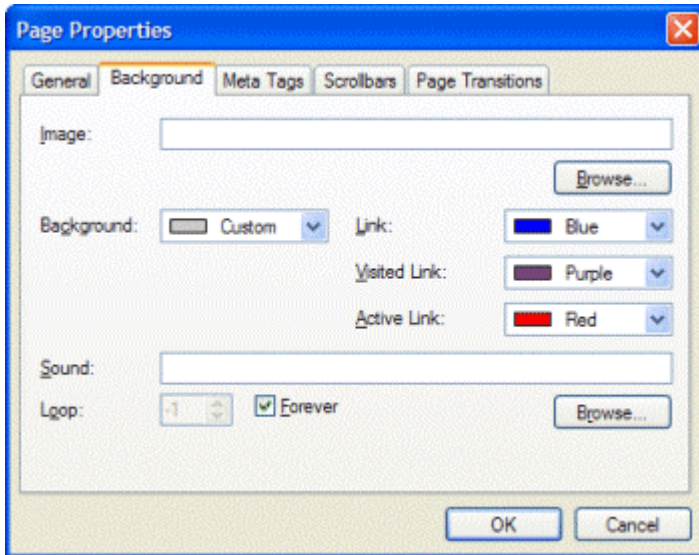 Page Properties
General Background Meta Tags Scrollbars Page Transitions
Image:
Browse...
Background: Custom Link: Blue
Visited Link: Purple
Active Link: Red
Sound:
Loop: -1 Forever Browse...
OK Cancel